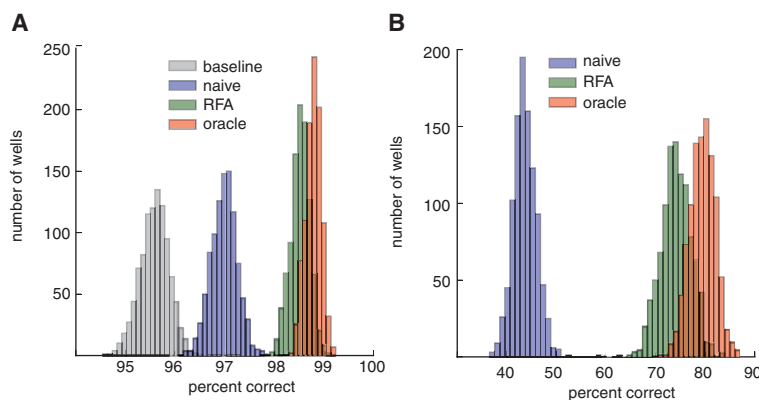 A
number of wells
250
200
150
100
50
baseline
naive
RFA
oracle
95 96 97 98 99 100
percent correct
B
number of wells
200
150
100
50
naive
RFA
oracle
40 50 60 70 80 90
percent correct